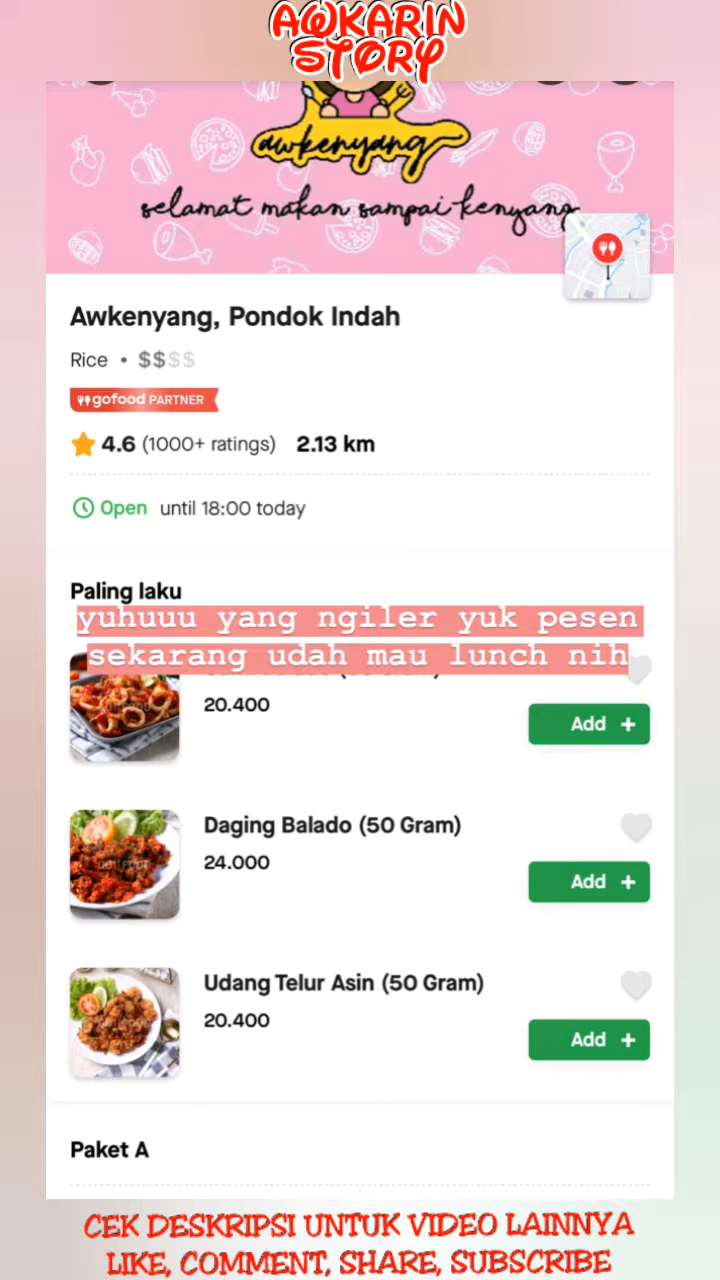 AWKARIN
STORY
awkenyang
selamat makan sampai kenyang
Awkenyang, Pondok Indah
Rice • $$$$
gofood PARTNER
4.6 (1000+ ratings) 2.13 km
Open until 18:00 today
Paling laku
yuhuuu yang ngiler yuk pesen
sekarang udah mau lunch nih
20.400
Add +
Daging Balado (50 Gram)
24.000
Add +
Udang Telur Asin (50 Gram)
20.400
Add +
Paket A
CEK DESKRIPSI UNTUK VIDEO LAINNYA
LIKE, COMMENT, SHARE, SUBSCRIBE